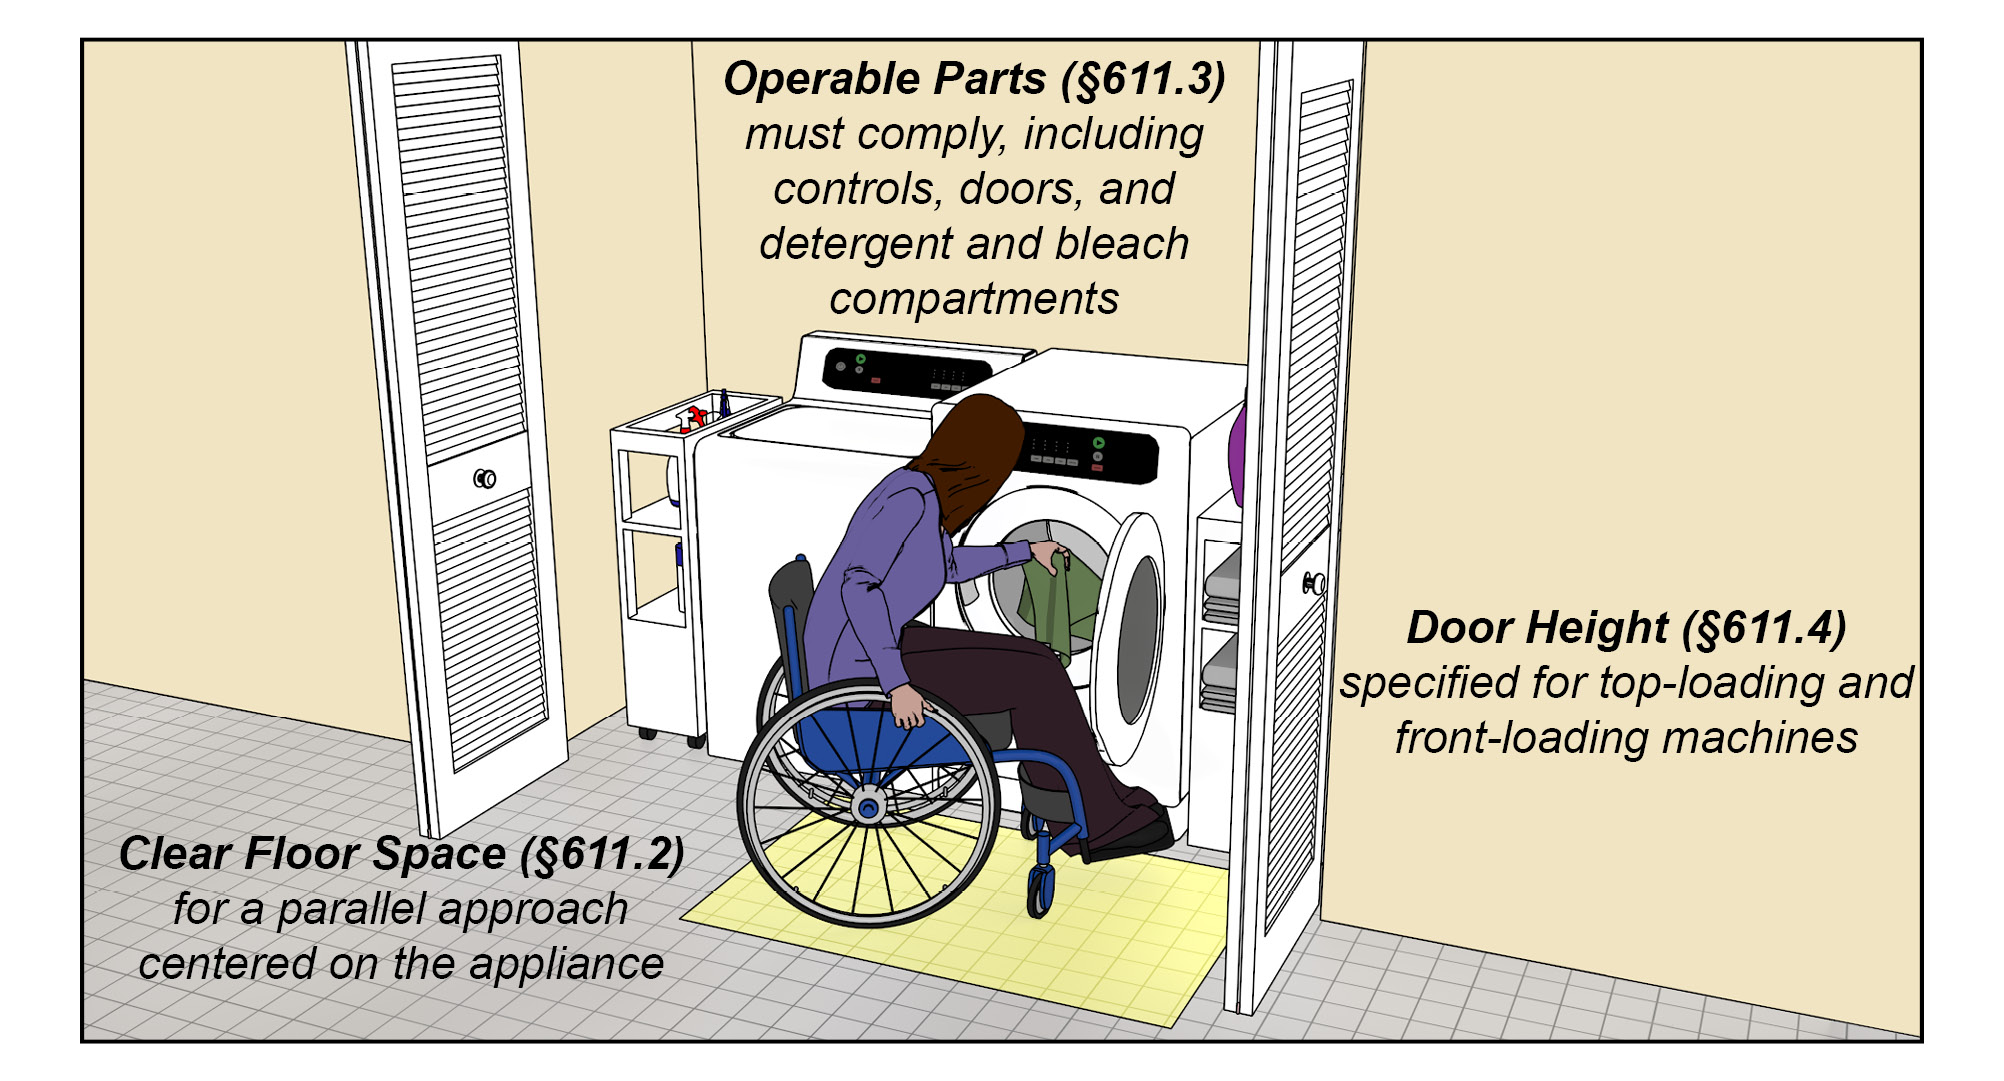 Operable Parts (§611.3)
must comply, including
controls, doors, and
detergent and bleach
compartments
Door Height (§611.4)
specified for top-loading and
front-loading machines
Clear Floor Space (§611.2)
for a parallel approach
centered on the appliance